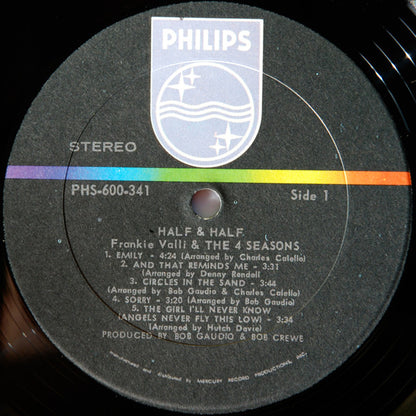 PHILIPS
STEREO
PHS-600-341 Side 1
HALF & HALF
Frankie Valli & THE 4 SEASONS
1. EMILY - 4:24 (Arranged by Charles Calello)
2. AND THAT REMINDS ME - 3:31
(Arranged by Denny Randell)
3. CIRCLES IN THE SAND - 3:44
(Arranged by Bob Gaudio & Charles Calello)
4. SORRY - 3:20 (Arranged by Bob Gaudio)
5. THE GIRL I'LL NEVER KNOW
(ANGELS NEVER FLY THIS LOW) - 3:34
(Arranged by Hutch Davie)
PRODUCED BY BOB GAUDIO & BOB CREWE
manufactured and distributed by MERCURY RECORD PRODUCTIONS, INC.